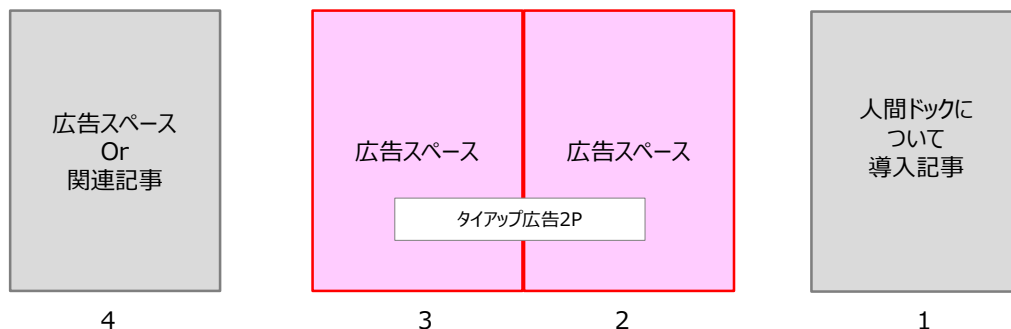 広告スペース
Or
関連記事
広告スペース
広告スペース
人間ドックに
ついて
導入記事
タイアップ広告2P
4
3
2
1